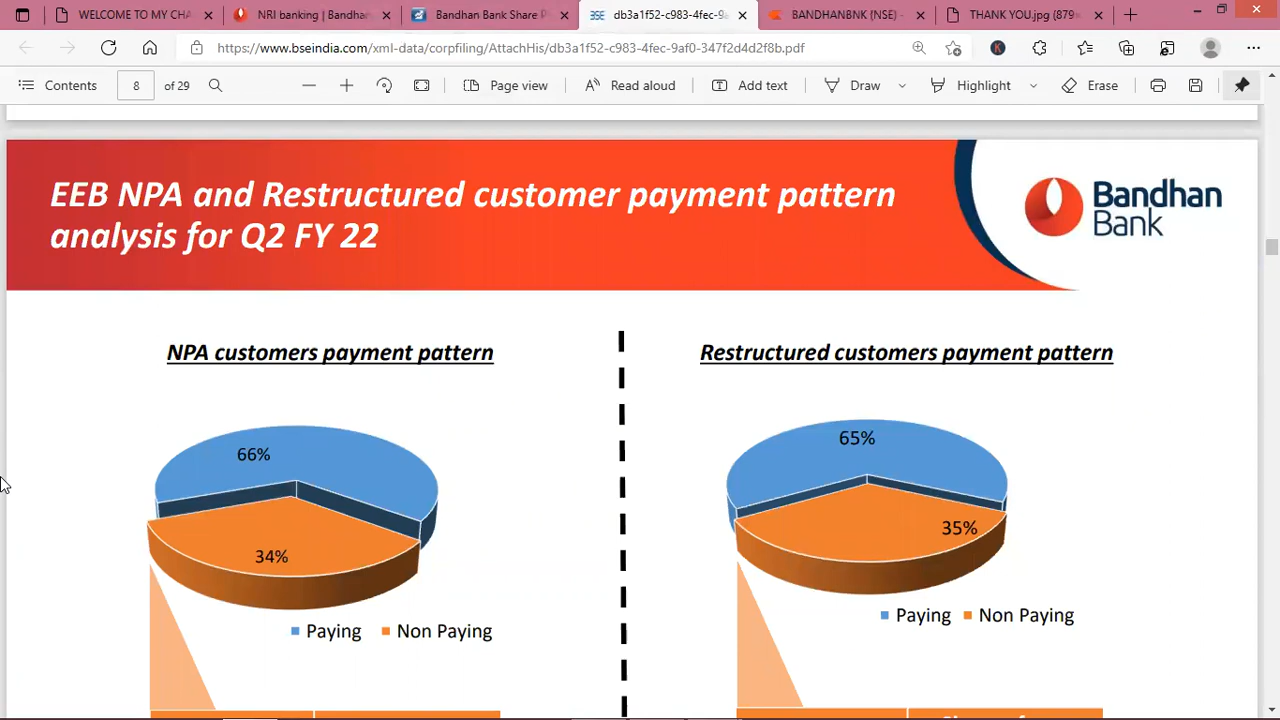 WELCOME TO MY CHA
NRI banking | Bandhan
Bandhan Bank Share P
db3a1f52-c983-4fec-9a
BANDHANBNK (NSE) -
THANK YOU.jpg (879×
https://www.bseindia.com/xml-data/corpfiling/AttachHis/db3a1f52-c983-4fec-9af0-347f2d4d2f8b.pdf
Contents
8 of 29
Page view
Read aloud
Add text
Draw
Highlight
Erase
EEB NPA and Restructured customer payment pattern
analysis for Q2 FY 22
Bandhan
Bank
NPA customers payment pattern
66%
34%
Paying Non Paying
Restructured customers payment pattern
65%
35%
Paying Non Paying